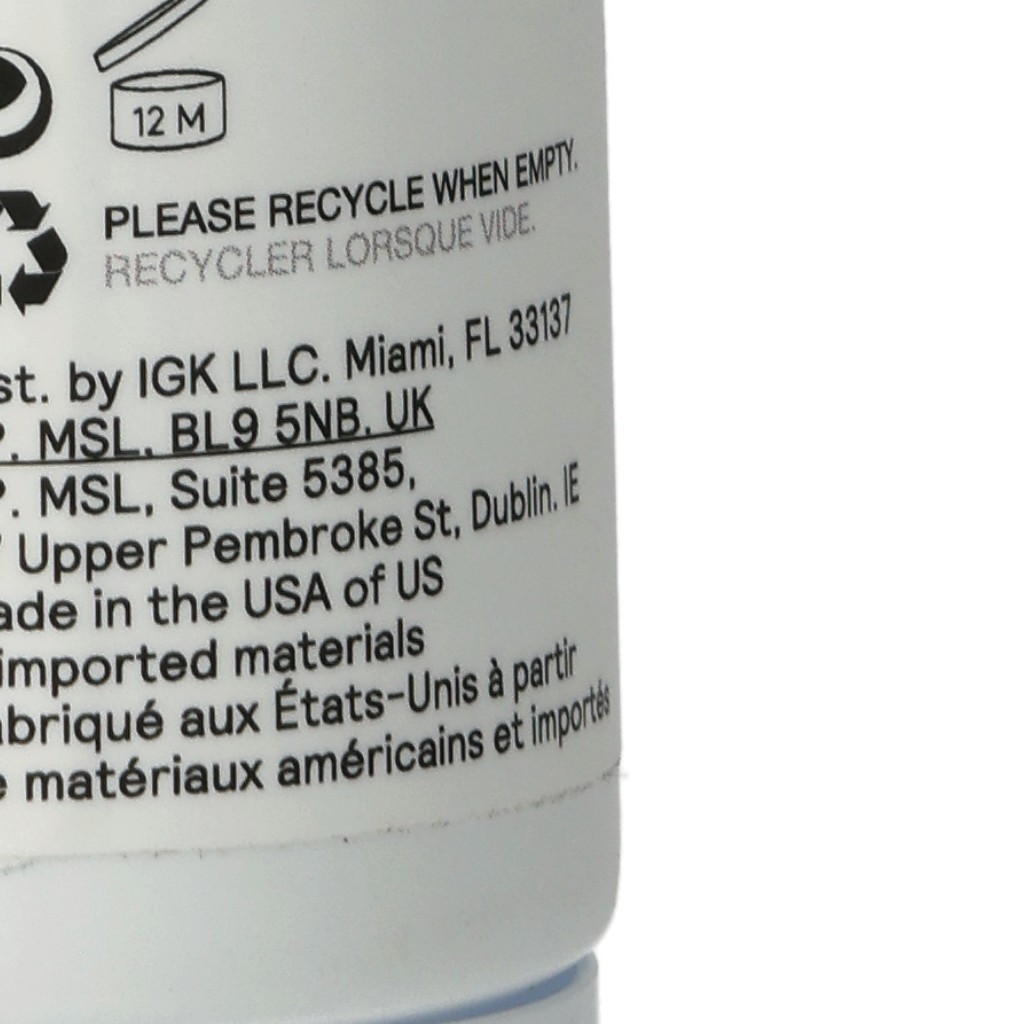 12 M
PLEASE RECYCLE WHEN EMPTY.
RECYCLER LORSQUE VIDE.
st. by IGK LLC. Miami, FL 33137
. MSL. BL9 5NB. UK
. MSL, Suite 5385,
Upper Pembroke St, Dublin. IE
ade in the USA of US
imported materials
abriqué aux États-Unis à partir
e matériaux américains et importés